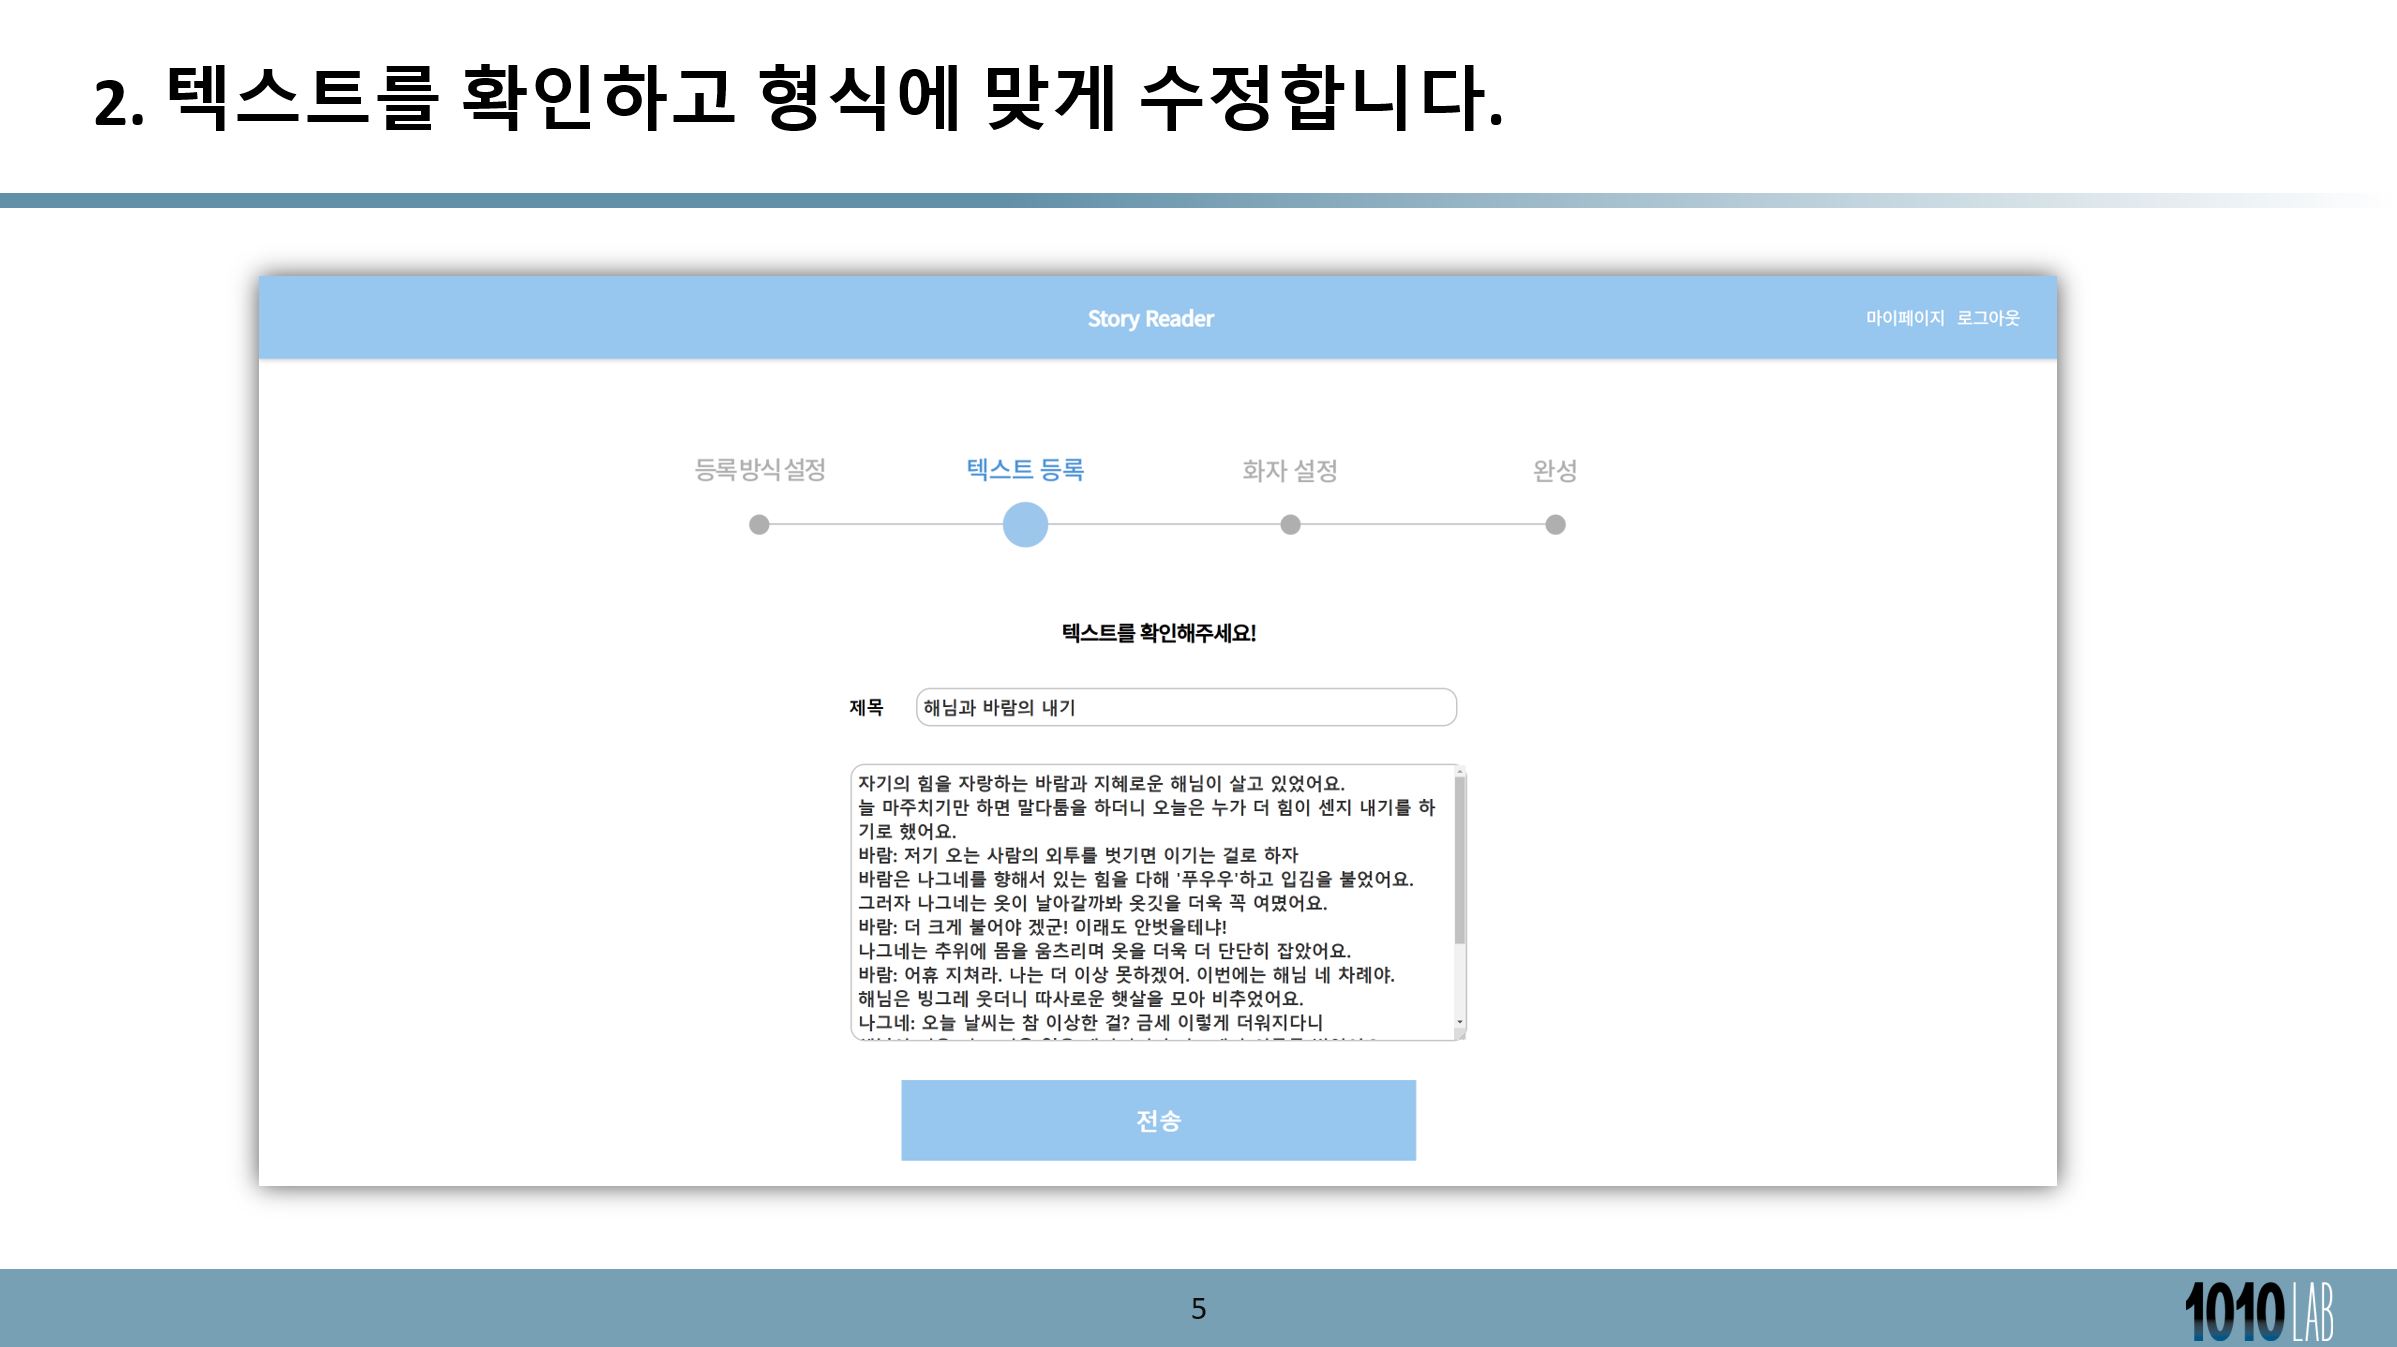 2. 텍스트를 확인하고 형식에 맞게 수정합니다.
Story Reader
마이페이지 로그아웃
등록방식설정
텍스트 등록
화자 설정
완성
텍스트를 확인해주세요!
제목
해님과 바람의 내기
자기의 힘을 자랑하는 바람과 지혜로운 해님이 살고 있었어요.
늘 마주치기만 하면 말다툼을 하더니 오늘은 누가 더 힘이 센지 내기를 하
기로 했어요.
바람: 저기 오는 사람의 외투를 벗기면 이기는 걸로 하자
바람은 나그네를 향해서 있는 힘을 다해 '푸우우'하고 입김을 불었어요.
그러자 나그네는 옷이 날아갈까봐 옷깃을 더욱 꼭 여몄어요.
바람: 더 크게 불어야 겠군! 이래도 안벗을테냐!
나그네는 추위에 몸을 움츠리며 옷을 더욱 더 단단히 잡았어요.
바람: 어휴 지쳐라. 나는 더 이상 못하겠어. 이번에는 해님 네 차례야.
해님은 빙그레 웃더니 따사로운 햇살을 모아 비추었어요.
나그네: 오늘 날씨는 참 이상한 걸? 금세 이렇게 더워지다니
전송
5
1010 LAB